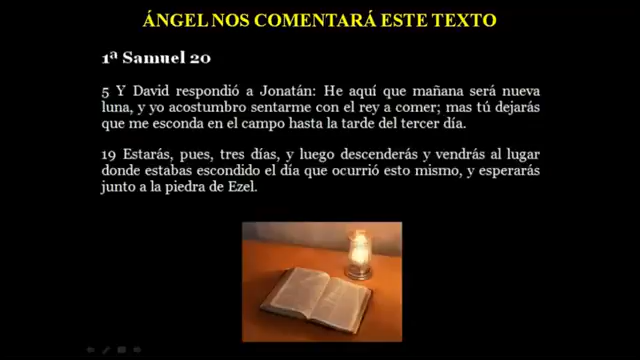 ÁNGEL NOS COMENTARÁ ESTE TEXTO
1ª Samuel 20
5 Y David respondió a Jonatán: He aquí que mañana será nueva
luna, y yo acostumbro sentarme con el rey a comer; mas tú dejarás
que me esconda en el campo hasta la tarde del tercer día.
19 Estarás, pues, tres días, y luego descenderás y vendrás al lugar
donde estabas escondido el día que ocurrió esto mismo, y esperarás
junto a la piedra de Ezel.